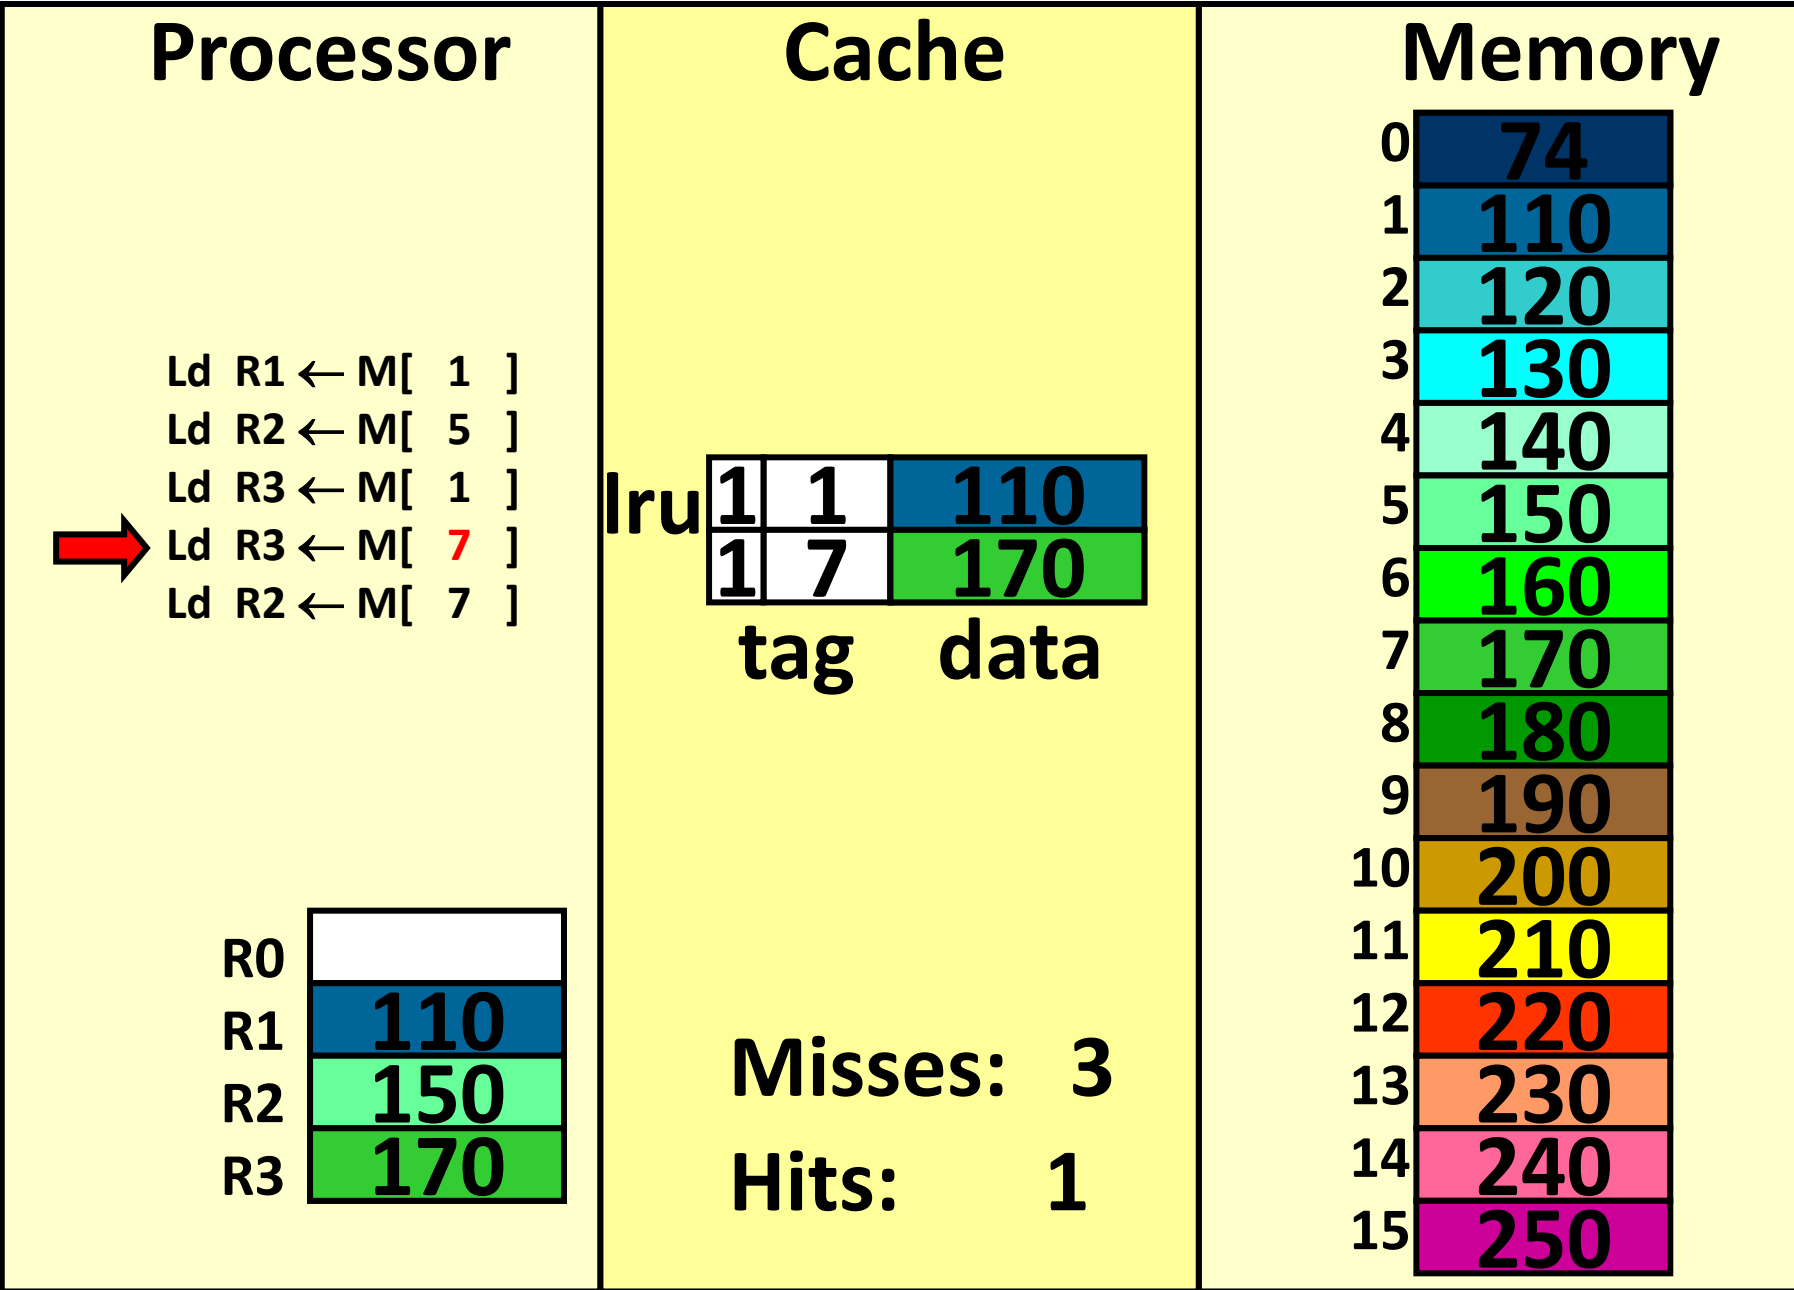 Processor
Ld R1 ← M[ 1 ]
Ld R2 ← M[ 5 ]
Ld R3 ← M[ 1 ]
Ld R3 ← M[ 7 ]
Ld R2 ← M[ 7 ]
R0
R1 110
R2 150
R3 170
Cache
lru
1 1 110
1 7 170
tag data
Misses: 3
Hits: 1
Memory
0 74
1 110
2 120
3 130
4 140
5 150
6 160
7 170
8 180
9 190
10 200
11 210
12 220
13 230
14 240
15 250